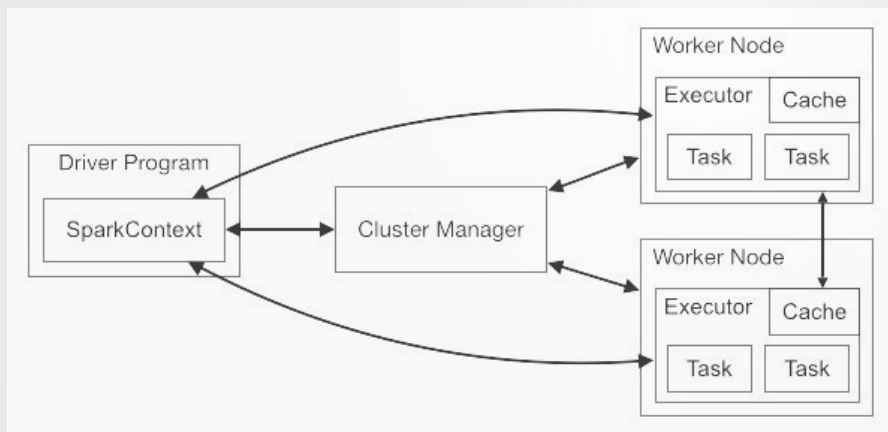 Driver Program
SparkContext
Cluster Manager
Worker Node
Executor
Cache
Task
Task
Worker Node
Executor
Cache
Task
Task